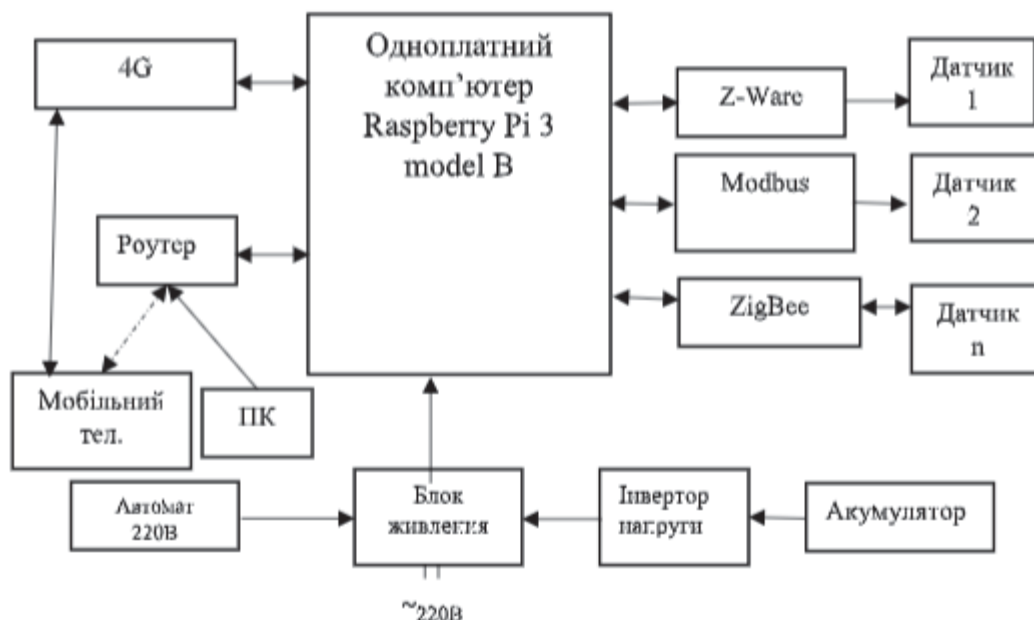 4G
Одноплатний
комп’ютер
Raspberry Pi 3
model B
Z-Ware
Датчик
1
Modbus
Датчик
2
Роутер
ZigBee
Датчик
n
Мобільний
тел.
ПК
Автомат
220В
Блок
живлення
Інвертор
напруги
Акумулятор
~220В